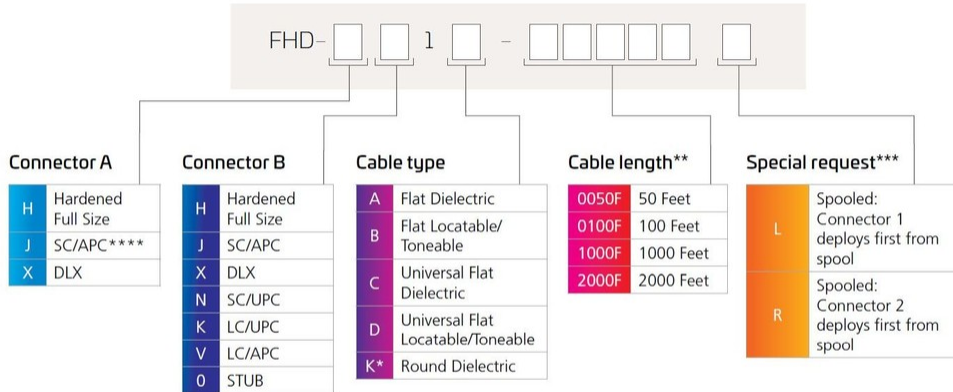 FHD- 1 -
Connector A
H Hardened
Full Size
J SC/APC****
X DLX
Connector B
H Hardened
Full Size
J SC/APC
X DLX
N SC/UPC
K LC/UPC
V LC/APC
0 STUB
Cable type
A Flat Dielectric
B Flat Locatable/
Toneable
C Universal Flat
Dielectric
D Universal Flat
Locatable/Toneable
K* Round Dielectric
Cable length**
0050F 50 Feet
0100F 100 Feet
1000F 1000 Feet
2000F 2000 Feet
Special request***
L Spooled:
Connector 1
deploys first from
spool
R Spooled:
Connector 2
deploys first from
spool